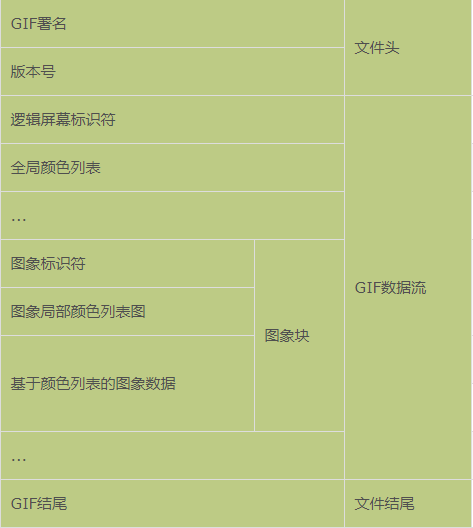 GIF署名
文件头
版本号
逻辑屏幕标识符
全局颜色列表
...
图象标识符
图象局部颜色列表图
基于颜色列表的图象数据
图象块
GIF数据流
...
GIF结尾
文件结尾